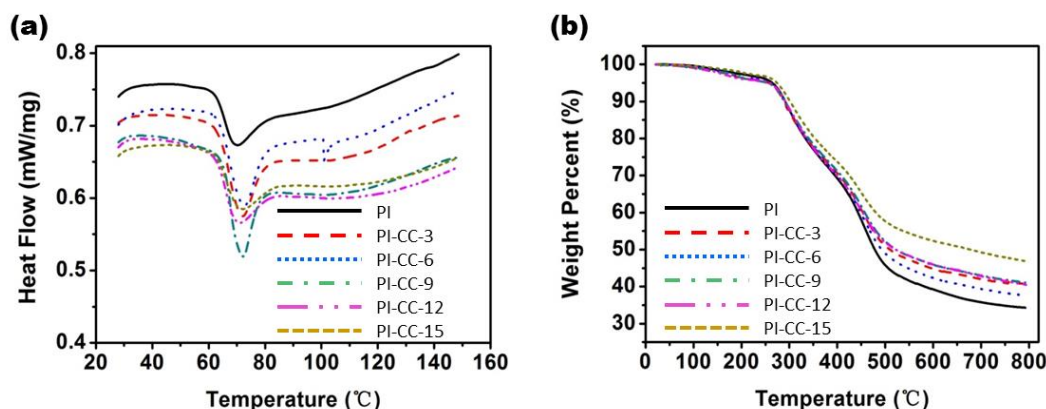 (a)
Heat Flow (mW/mg)
0.8
0.7
0.6
0.5
0.4
PI
PI-CC-3
PI-CC-6
PI-CC-9
PI-CC-12
PI-CC-15
20 40 60 80 100 120 140 160
Temperature (℃)
(b)
Weight Percent (%)
100
90
80
70
60
50
40
30
PI
PI-CC-3
PI-CC-6
PI-CC-9
PI-CC-12
PI-CC-15
0 100 200 300 400 500 600 700 800
Temperature (℃)